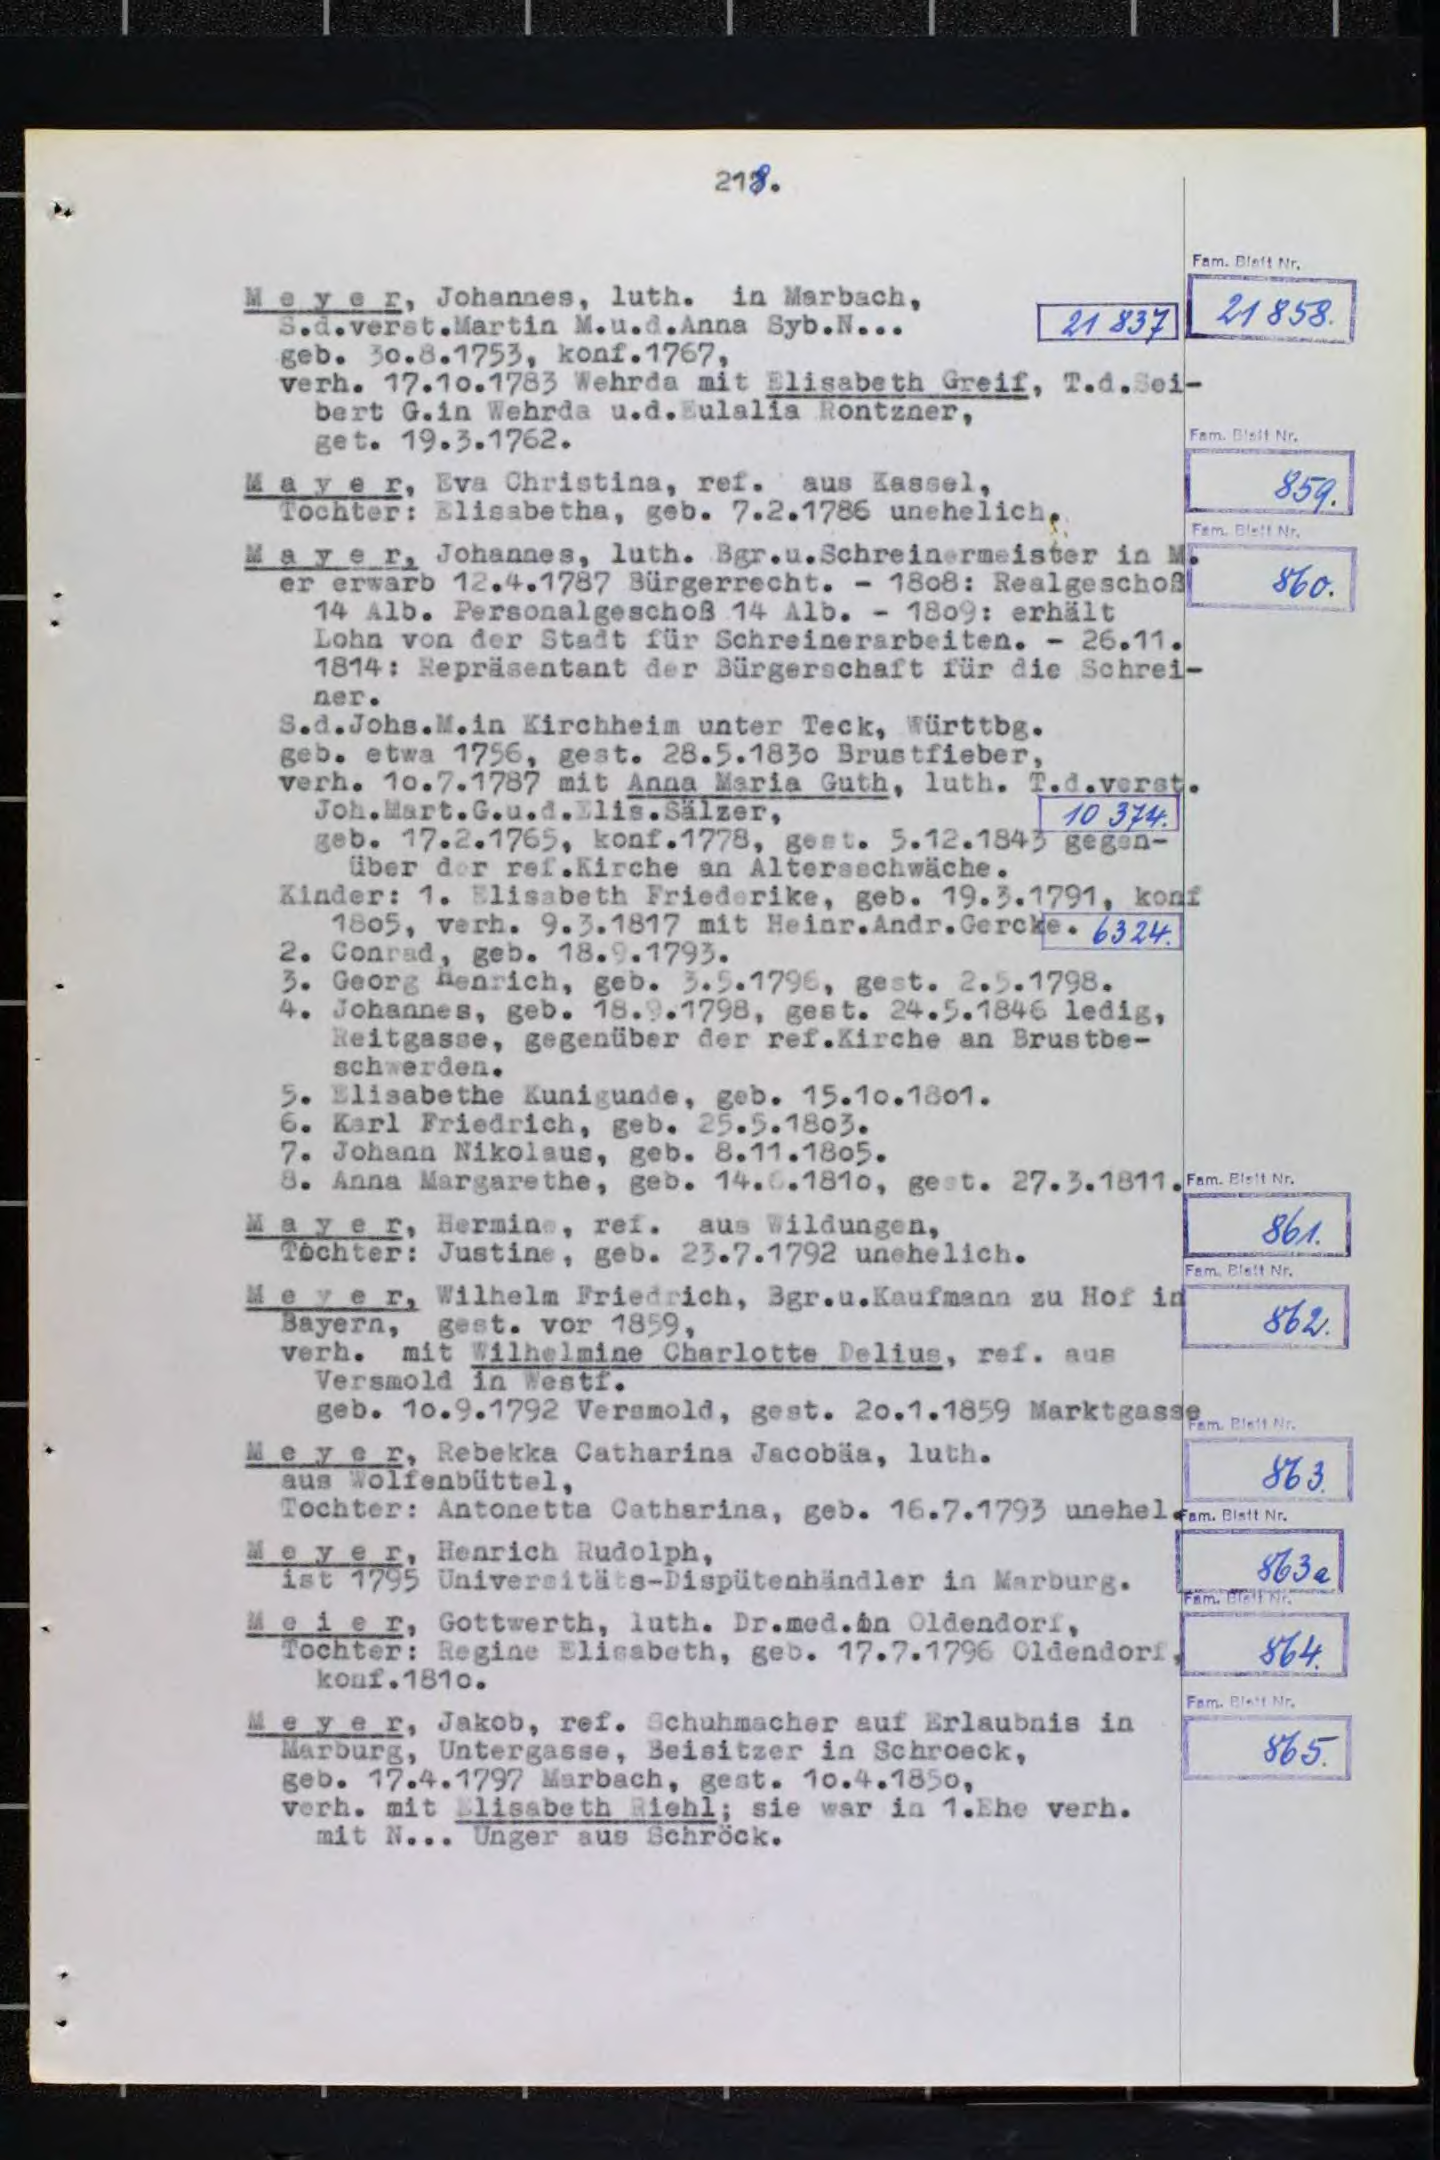 218.
Fam. Blatt Nr.
M e y e r, Johannes, luth. in Marbach,
21 858.
S.d.verst.Martin M.u.d.Anna Syb.N...
21 837
geb. 3o.8.1753, konf.1767,
verh. 17.1o.1783 Wehrda mit Elisabeth Greif, T.d.Sei-
bert G.in Wehrda u.d.Eulalia Rontzner,
get. 19.3.1762.
Fam. Blatt Nr.
M a y e r, Eva Christina, ref. aus Kassel,
859.
Tochter: Elisabetha, geb. 7.2.1786 unehelich.
Fam. Blatt Nr.
M a y e r, Johannes, luth. Bgr.u.Schreinermeister in M.
860.
er erwarb 12.4.1787 Bürgerrecht. - 18o8: Realgeschoß
14 Alb. Personalgeschoß 14 Alb. - 18o9: erhält
Lohn von der Stadt für Schreinerarbeiten. - 26.11.
1814: Repräsentant der Bürgerschaft für die Schrei-
ner.
S.d.Johs.M.in Kirchheim unter Teck, Württbg.
geb. etwa 1756, gest. 28.5.183o Brustfieber,
verh. 1o.7.1787 mit Anna Maria Guth, luth. T.d.verst.
Joh.Mart.G.u.d.Elis.Sälzer,
10 374.
geb. 17.2.1765, konf.1778, gest. 5.12.1843 gegen-
über der ref.Kirche an Altersschwäche.
Kinder: 1. Elisabeth Friederike, geb. 19.3.1791, konf
18o5, verh. 9.3.1817 mit Heinr.Andr.Gercke.
6324.
2. Conrad, geb. 18.9.1793.
3. Georg Henrich, geb. 3.5.1796, gest. 2.5.1798.
4. Johannes, geb. 18.9.1798, gest. 24.5.1846 ledig,
Reitgasse, gegenüber der ref.Kirche an Brustbe-
schwerden.
5. Elisabethe Kunigunde, geb. 15.1o.18o1.
6. Karl Friedrich, geb. 25.5.18o3.
7. Johann Nikolaus, geb. 8.11.18o5.
8. Anna Margarethe, geb. 14.6.181o, gest. 27.3.1811.
Fam. Blatt Nr.
M a y e r, Hermine, ref. aus Wildungen,
861.
Tochter: Justine, geb. 23.7.1792 unehelich.
Fam. Blatt Nr.
M e y e r, Wilhelm Friedrich, Bgr.u.Kaufmann zu Hof in
862.
Bayern, gest. vor 1859,
verh. mit Wilhelmine Charlotte Delius, ref. aus
Versmold in Westf.
geb. 1o.9.1792 Versmold, gest. 2o.1.1859 Marktgasse
Fam. Blatt Nr.
M e y e r, Rebekka Catharina Jacobäa, luth.
863.
aus Wolfenbüttel,
Tochter: Antonetta Catharina, geb. 16.7.1793 unehel.
Fam. Blatt Nr.
M e y e r, Henrich Rudolph,
863a
ist 1795 Universitäts-Dispütenhändler in Marburg.
Fam. Blatt Nr.
M e i e r, Gottwerth, luth. Dr.med.in Oldendorf,
864.
Tochter: Regine Elisabeth, geb. 17.7.1796 Oldendorf,
konf.181o.
Fam. Blatt Nr.
M e y e r, Jakob, ref. Schuhmacher auf Erlaubnis in
865.
Marburg, Untergasse, Beisitzer in Schroeck,
geb. 17.4.1797 Marbach, gest. 1o.4.185o,
verh. mit Elisabeth Riehl; sie war in 1.Ehe verh.
mit N... Unger aus Schröck.